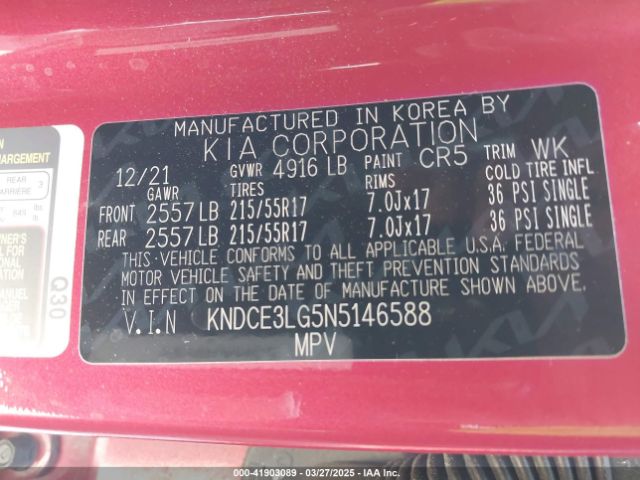 MANUFACTURED IN KOREA BY
KIA CORPORATION
12/21 GVWR 4916 LB PAINT CR5 TRIM WK
GAWR TIRES RIMS COLD TIRE INFL.
FRONT 2557 LB 215/55R17 7.0Jx17 36 PSI SINGLE
REAR 2557 LB 215/55R17 7.0Jx17 36 PSI SINGLE
THIS VEHICLE CONFORMS TO ALL APPLICABLE U.S.A. FEDERAL
MOTOR VEHICLE SAFETY AND THEFT PREVENTION STANDARDS
IN EFFECT ON THE DATE OF MANUFACTURE SHOWN ABOVE.
V.I.N KNDCE3LG5N5146588
MPV
REAR
3
lbs.
Q30
000-41903089 - 03/27/2025 - IAA Inc.